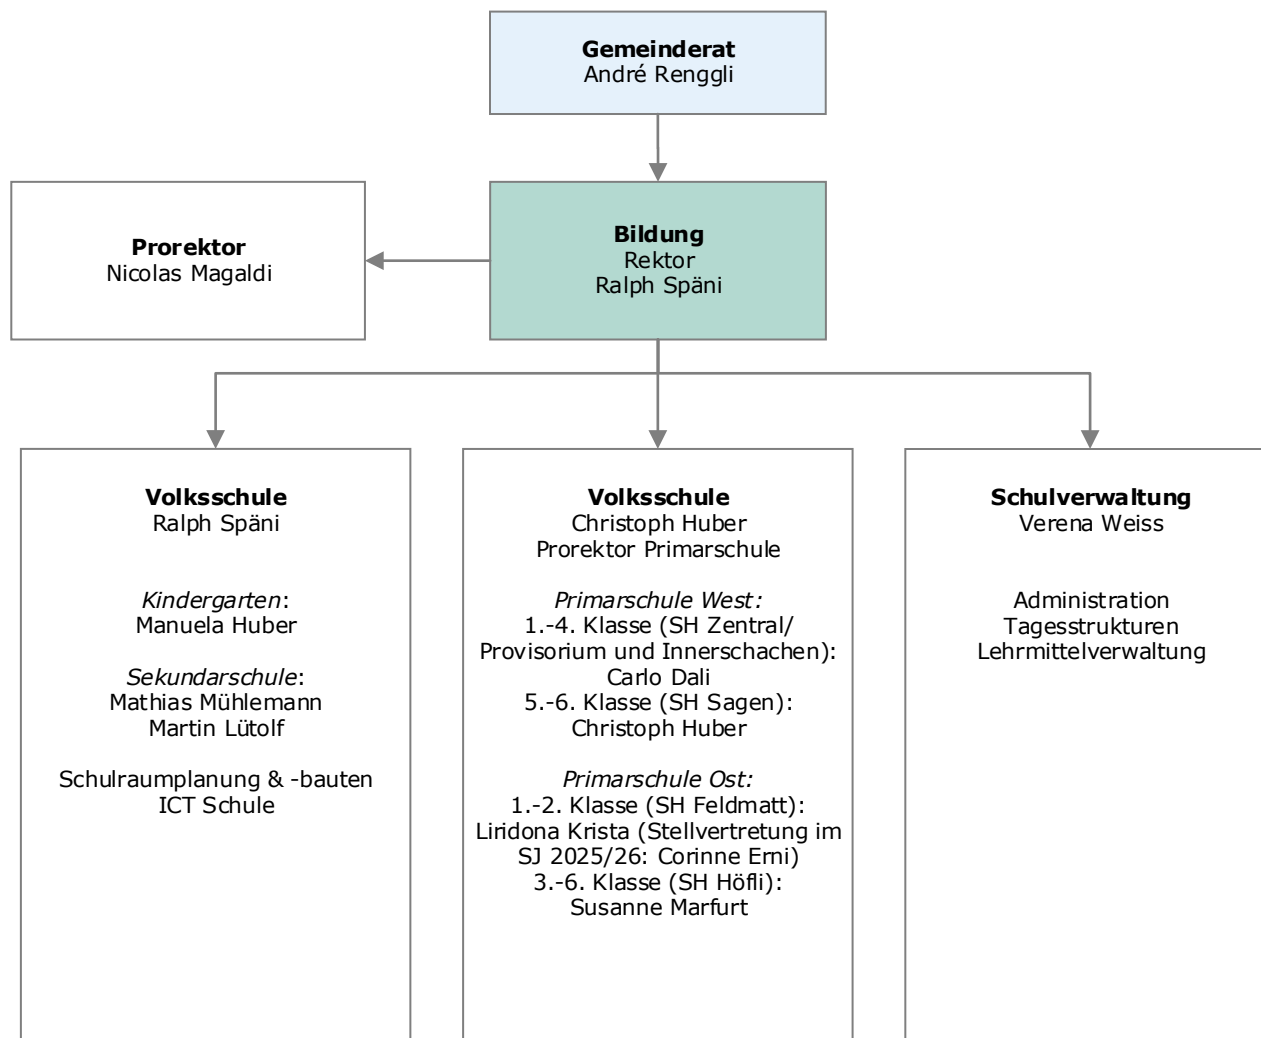 Gemeinderat
André Renggli
Prorektor
Nicolas Magaldi
Bildung
Rektor
Ralph Späni
Volksschule
Ralph Späni
Kindergarten:
Manuela Huber
Sekundarschule:
Mathias Mühlemann
Martin Lütolf
Schulraumplanung & -bauten
ICT Schule
Volksschule
Christoph Huber
Prorektor Primarschule
Primarschule West:
1.-4. Klasse (SH Zentral/
Provisorium und Innerschachen):
Carlo Dali
5.-6. Klasse (SH Sagen):
Christoph Huber
Primarschule Ost:
1.-2. Klasse (SH Feldmatt):
Liridona Krista (Stellvertretung im
SJ 2025/26: Corinne Erni)
3.-6. Klasse (SH Höfli):
Susanne Marfurt
Schulverwaltung
Verena Weiss
Administration
Tagesstrukturen
Lehrmittelverwaltung